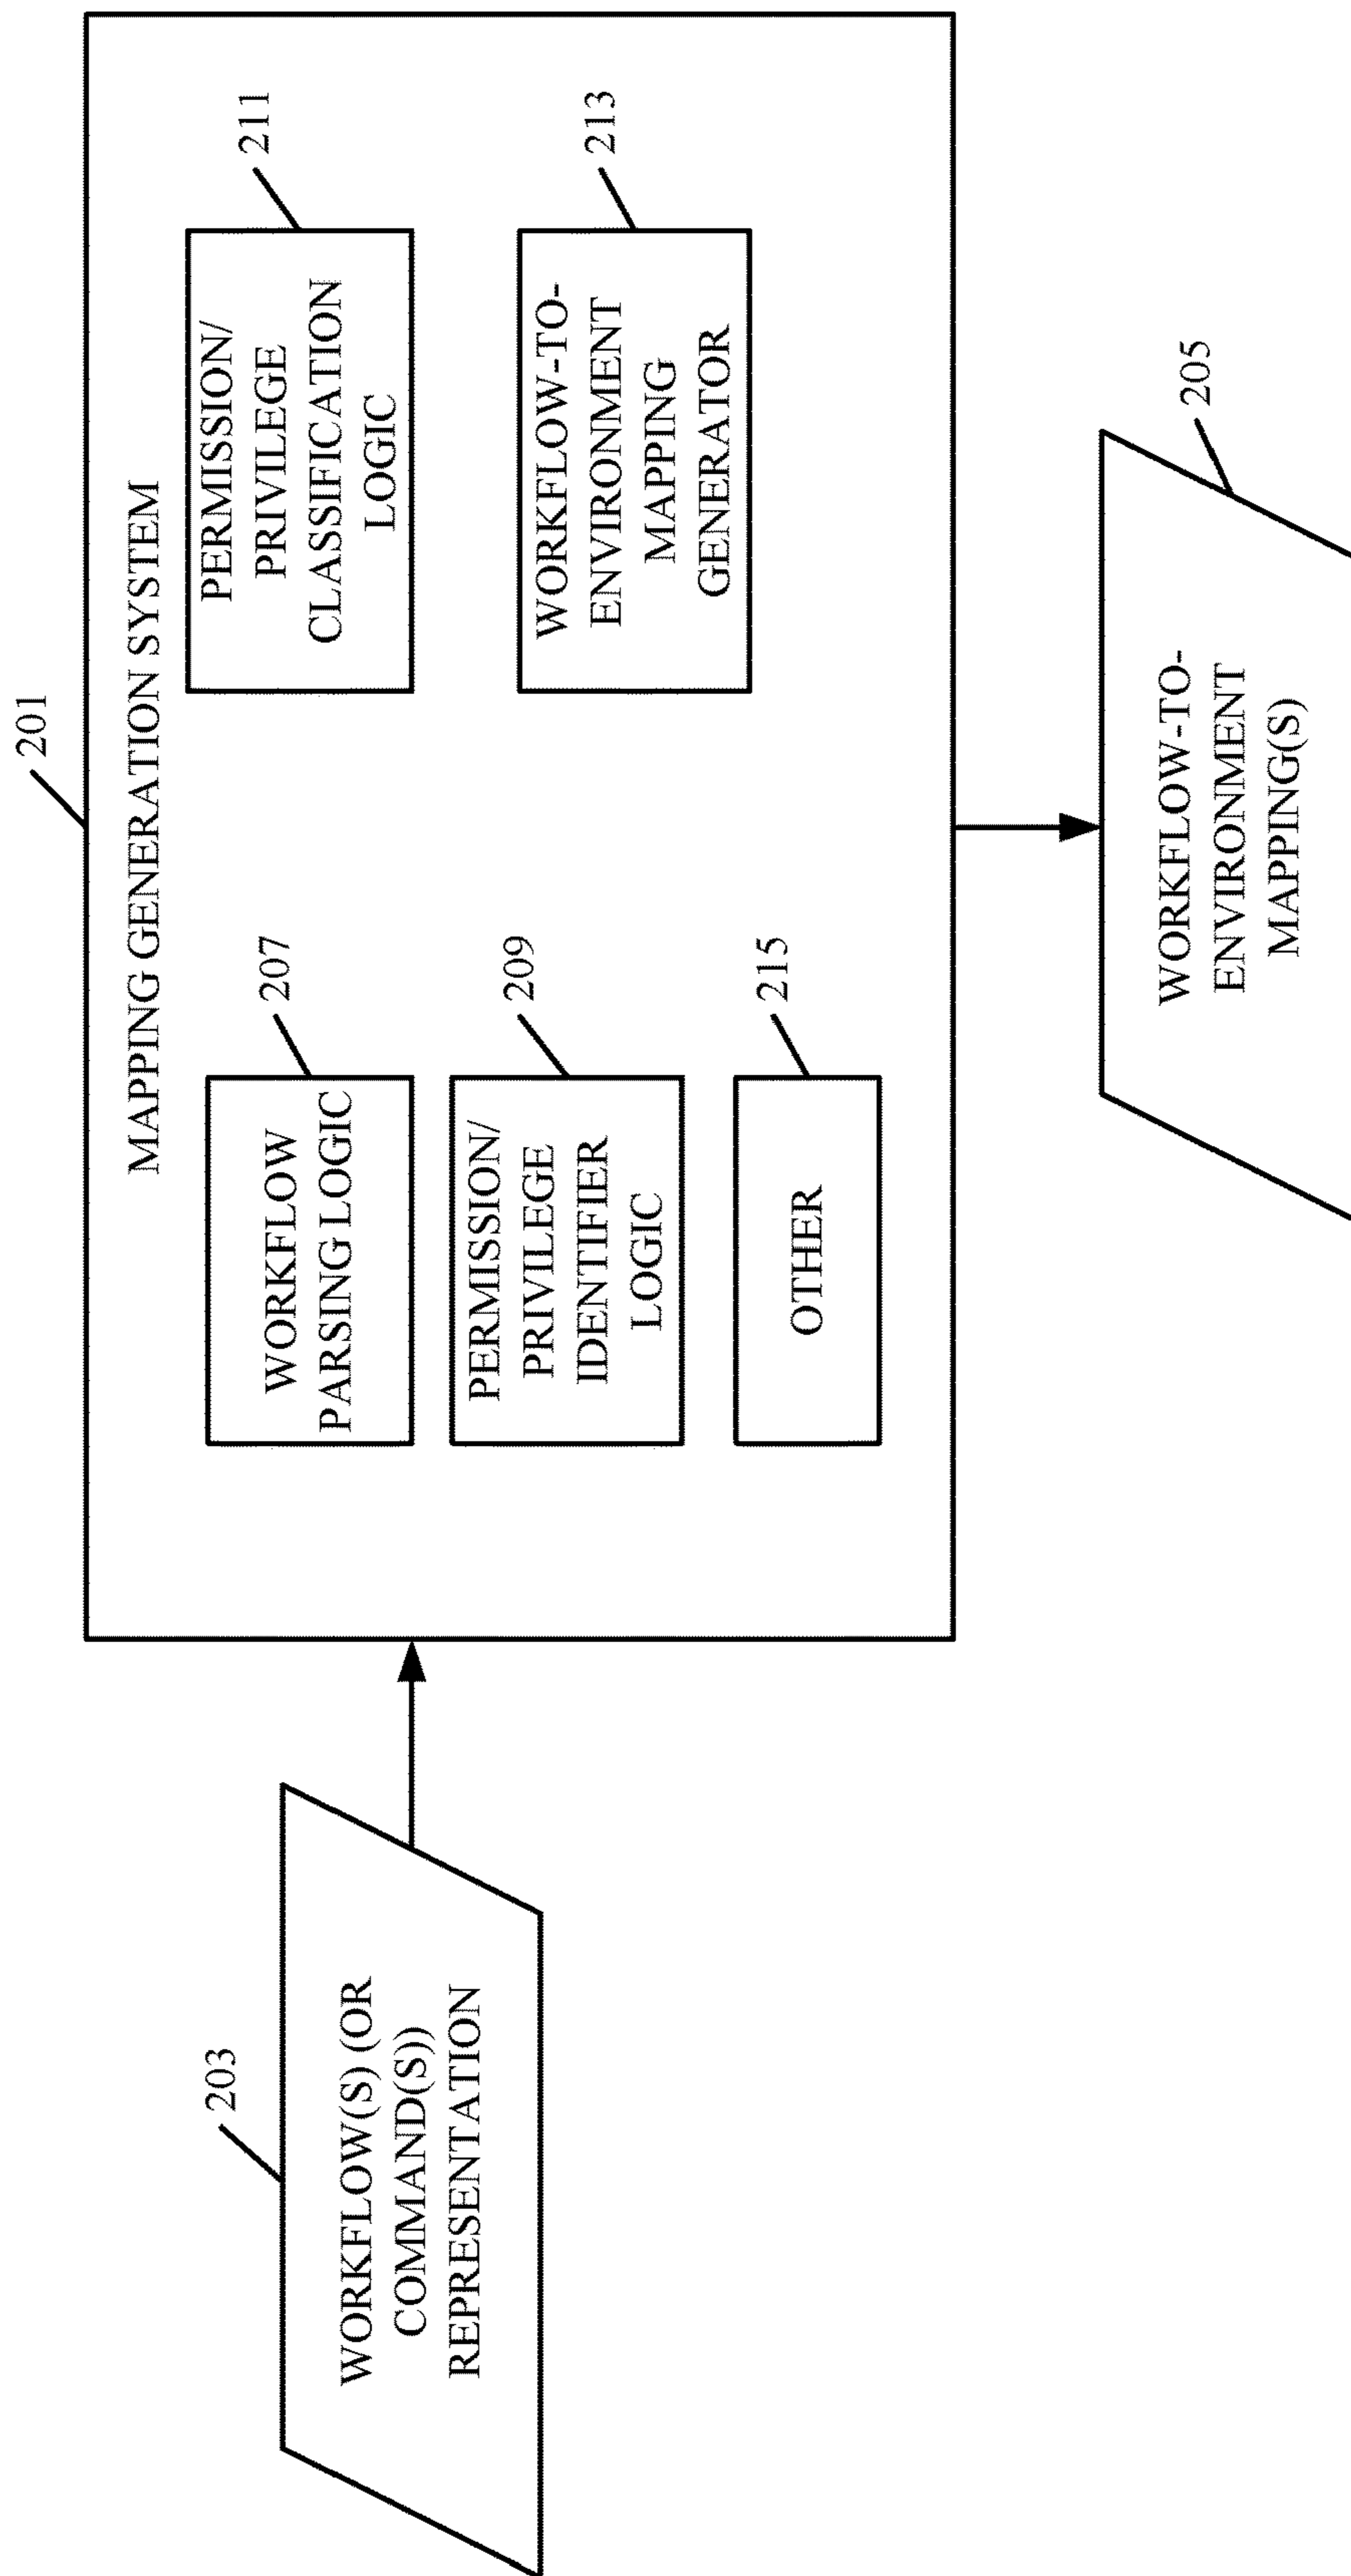 201
MAPPING GENERATION SYSTEM
203
WORKFLOW(S) (OR
COMMAND(S))
REPRESENTATION
207
WORKFLOW
PARSING LOGIC
211
PERMISSION/
PRIVILEGE
CLASSIFICATION
LOGIC
209
PERMISSION/
PRIVILEGE
IDENTIFIER
LOGIC
213
WORKFLOW-TO-
ENVIRONMENT
MAPPING
GENERATOR
215
OTHER
205
WORKFLOW-TO-
ENVIRONMENT
MAPPING(S)